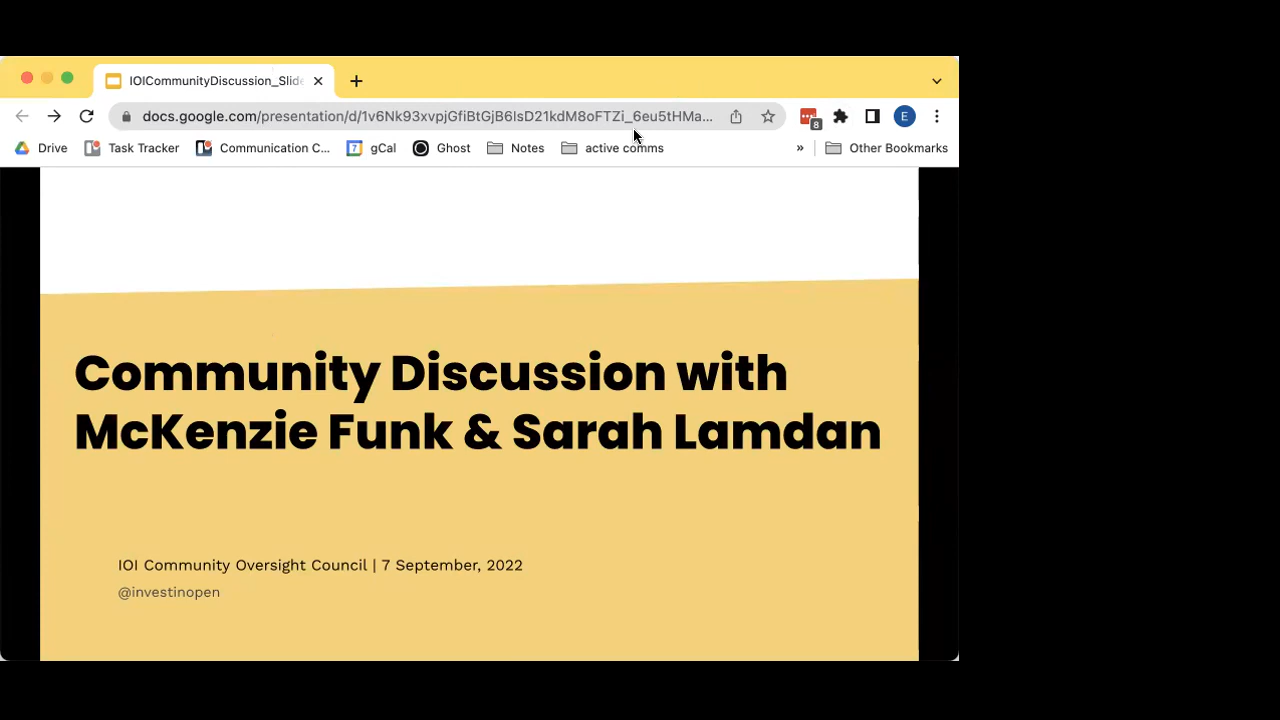 IOICommunityDiscussion_Slide
docs.google.com/presentation/d/1v6Nk93xvpjGfiBtGjB6lsD21kdM8oFTZi_6eu5tHMa...
8
E
Drive
Task Tracker
Communication C...
7
gCal
Ghost
Notes
active comms
»
Other Bookmarks
Community Discussion with
McKenzie Funk & Sarah Lamdan
IOI Community Oversight Council | 7 September, 2022
@investinopen